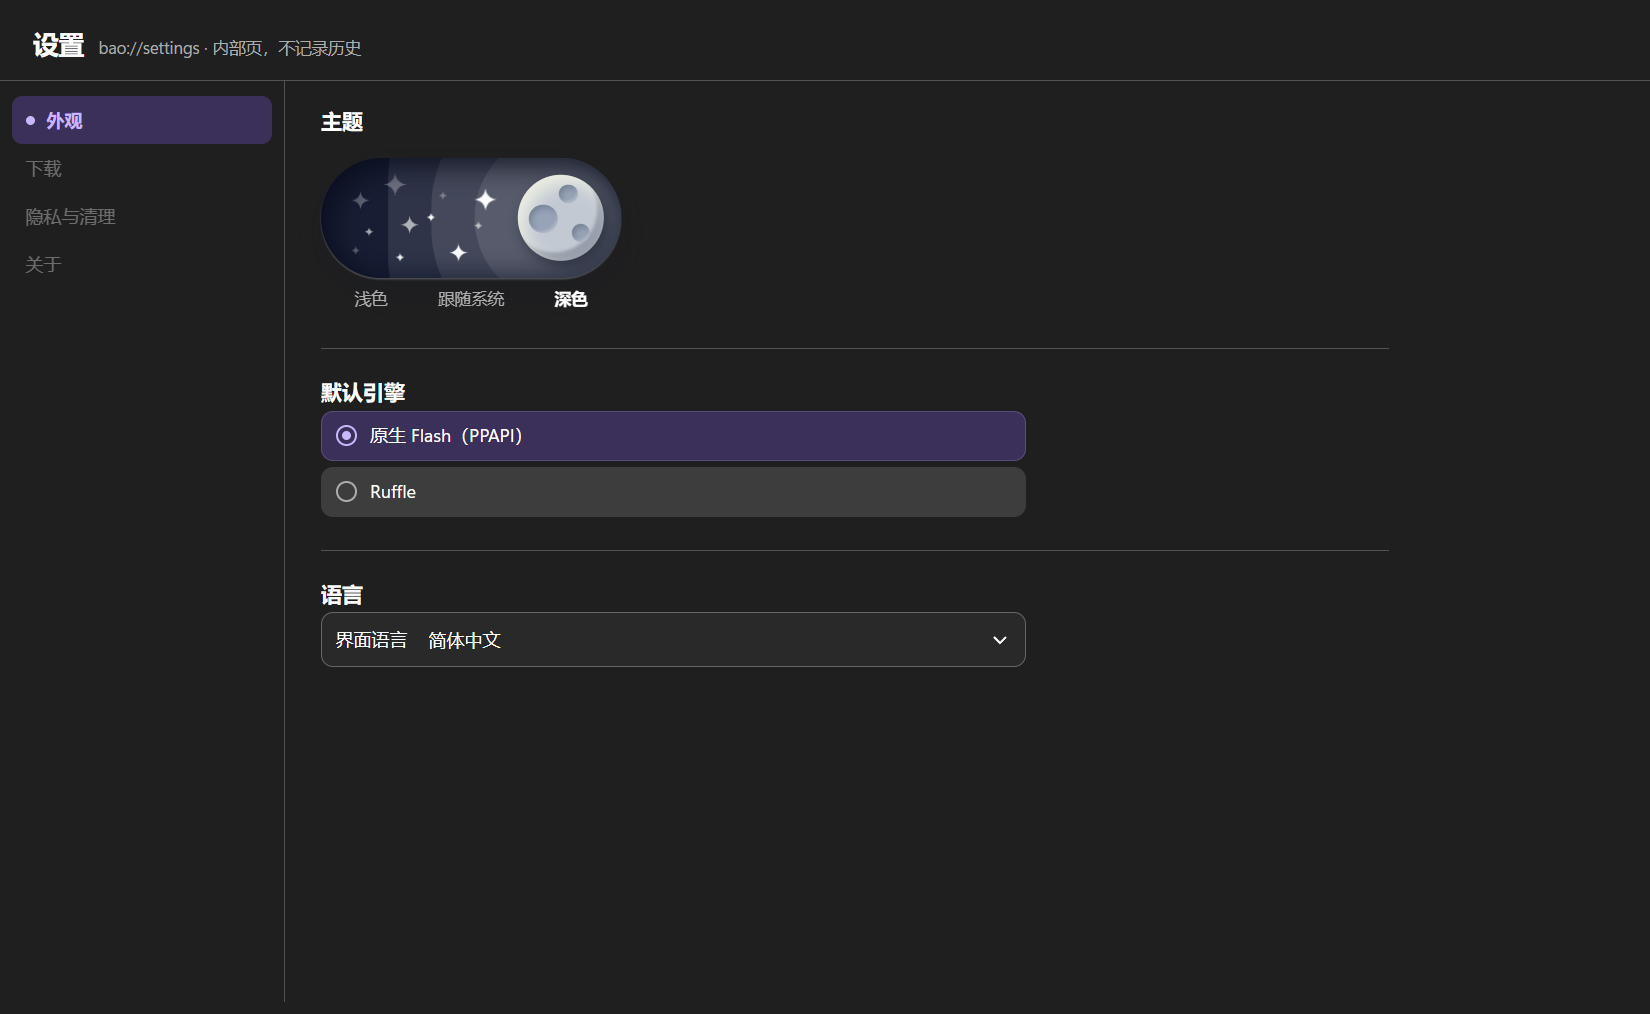 设置 bao://settings · 内部页，不记录历史
外观
下载
隐私与清理
关于
主题
浅色 跟随系统 深色
默认引擎
原生 Flash（PPAPI）
Ruffle
语言
界面语言 简体中文